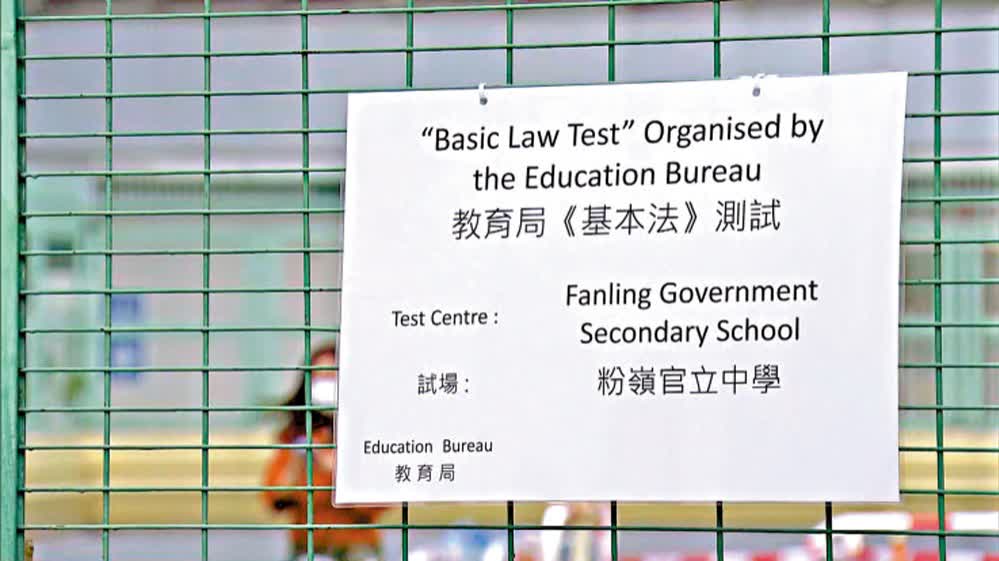 “Basic Law Test” Organised by
the Education Bureau
教育局《基本法》測試
Test Centre :
Fanling Government
Secondary School
試場 :
粉嶺官立中學
Education Bureau
教育局